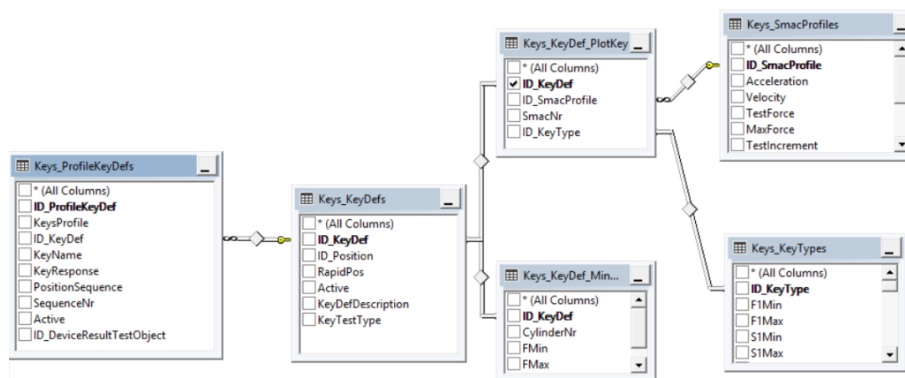 Keys_ProfileKeyDefs
* (All Columns)
ID_ProfileKeyDef
KeysProfile
ID_KeyDef
KeyName
KeyResponse
PositionSequence
SequenceNr
Active
ID_DeviceResultTestObject
Keys_KeyDefs
* (All Columns)
ID_KeyDef
ID_Position
RapidPos
Active
KeyDefDescription
KeyTestType
Keys_KeyDef_PlotKey
* (All Columns)
ID_KeyDef
ID_SmacProfile
SmacNr
ID_KeyType
Keys_KeyDef_Min...
* (All Columns)
ID_KeyDef
CylinderNr
FMin
FMax
Keys_SmacProfiles
* (All Columns)
ID_SmacProfile
Acceleration
Velocity
TestForce
MaxForce
TestIncrement
Keys_KeyTypes
* (All Columns)
ID_KeyType
F1Min
F1Max
S1Min
S1Max